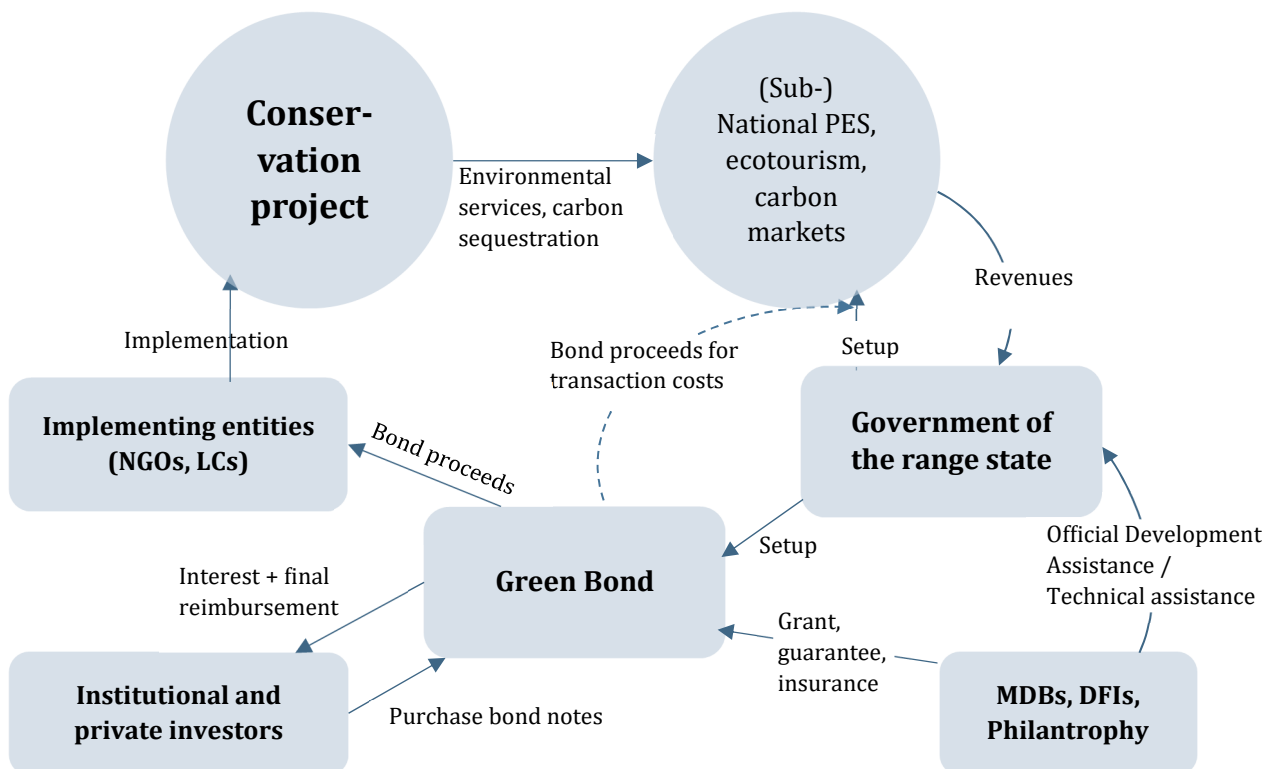 Conser-
vation
project
(Sub-)
National PES,
ecotourism,
carbon
markets
Environmental
services, carbon
sequestration
Revenues
Implementation
Bond proceeds for
transaction costs
Setup
Implementing entities
(NGOs, LCs)
Bond proceeds
Government of
the range state
Setup
Official Development
Assistance /
Technical assistance
Interest + final
reimbursement
Green Bond
Grant,
guarantee,
insurance
Institutional and
private investors
Purchase bond notes
MDBs, DFIs,
Philantrophy